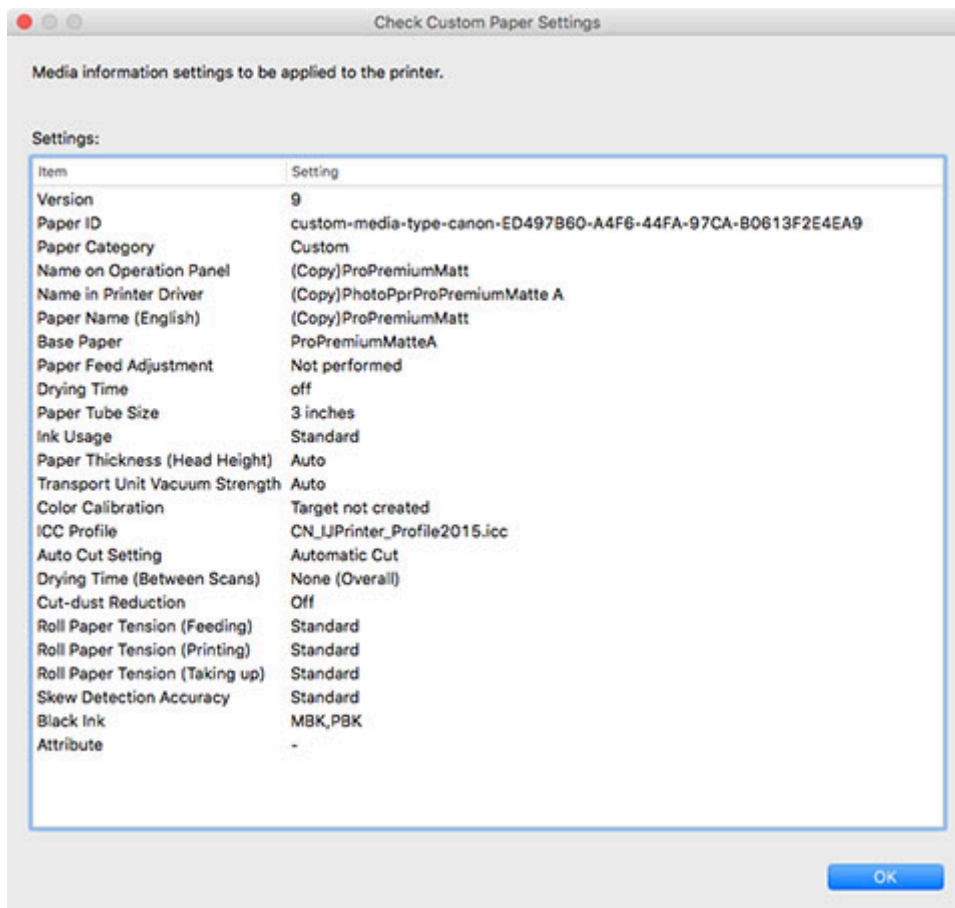 Check Custom Paper Settings
Media information settings to be applied to the printer.
Settings:
Item Setting
Version 9
Paper ID custom-media-type-canon-ED497B60-A4F6-44FA-97CA-B0613F2E4EA9
Paper Category Custom
Name on Operation Panel (Copy)ProPremiumMatt
Name in Printer Driver (Copy)PhotoPprProPremiumMatte A
Paper Name (English) (Copy)ProPremiumMatt
Base Paper ProPremiumMatteA
Paper Feed Adjustment Not performed
Drying Time off
Paper Tube Size 3 inches
Ink Usage Standard
Paper Thickness (Head Height) Auto
Transport Unit Vacuum Strength Auto
Color Calibration Target not created
ICC Profile CN_IJPrinter_Profile2015.icc
Auto Cut Setting Automatic Cut
Drying Time (Between Scans) None (Overall)
Cut-dust Reduction Off
Roll Paper Tension (Feeding) Standard
Roll Paper Tension (Printing) Standard
Roll Paper Tension (Taking up) Standard
Skew Detection Accuracy Standard
Black Ink MBK,PBK
Attribute -
OK